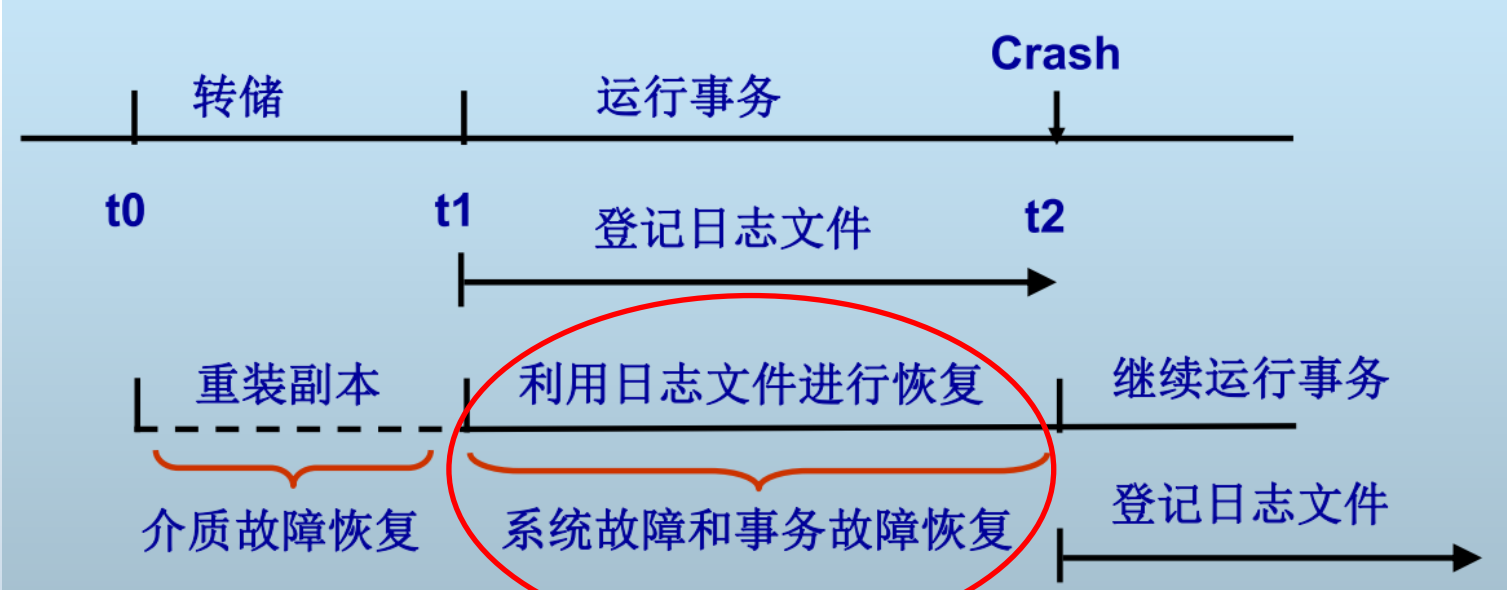 Crash
转储
运行事务
t0
t1
t2
登记日志文件
重装副本
利用日志文件进行恢复
继续运行事务
介质故障恢复
系统故障和事务故障恢复
登记日志文件